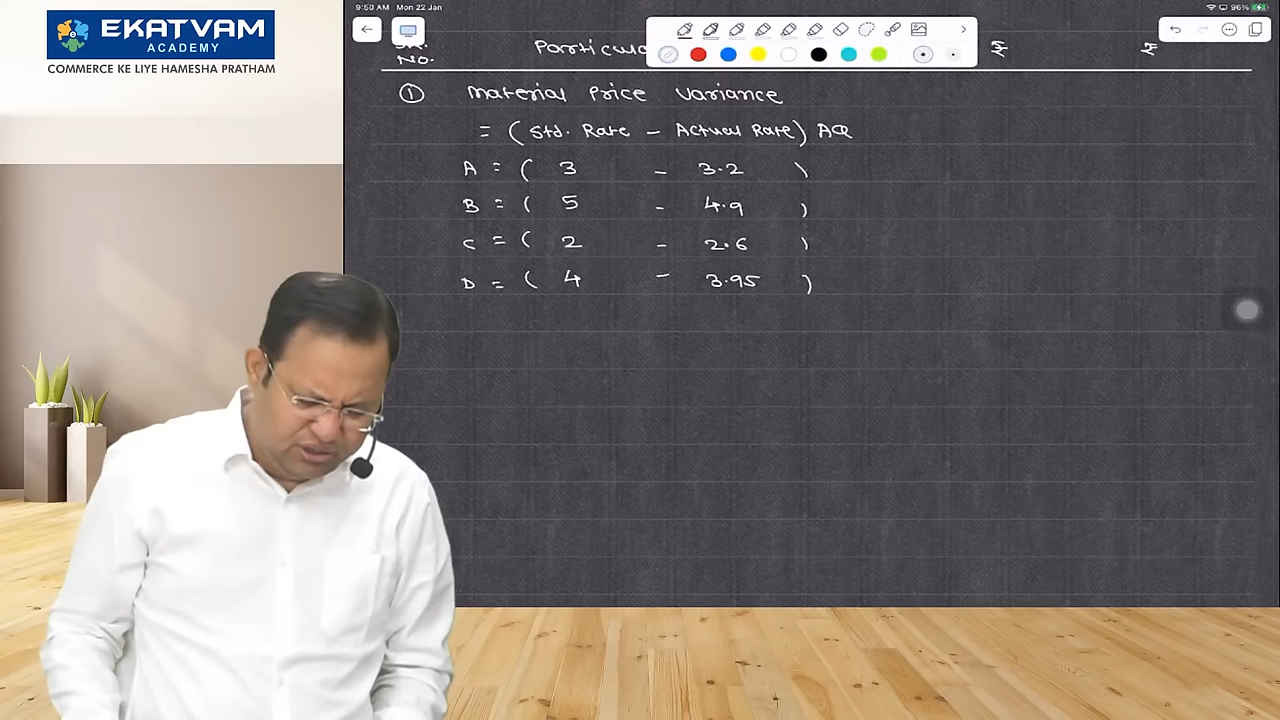 EKATVAM
ACADEMY
COMMERCE KE LIYE HAMESHA PRATHAM
9:50 AM Mon 22 Jan
96%
No. ₹ ₹
① Material Price Variance
= ( Std. Rate - Actual Rate ) AQ
A = ( 3 - 3.2 )
B = ( 5 - 4.9 )
C = ( 2 - 2.6 )
D = ( 4 - 3.95 )